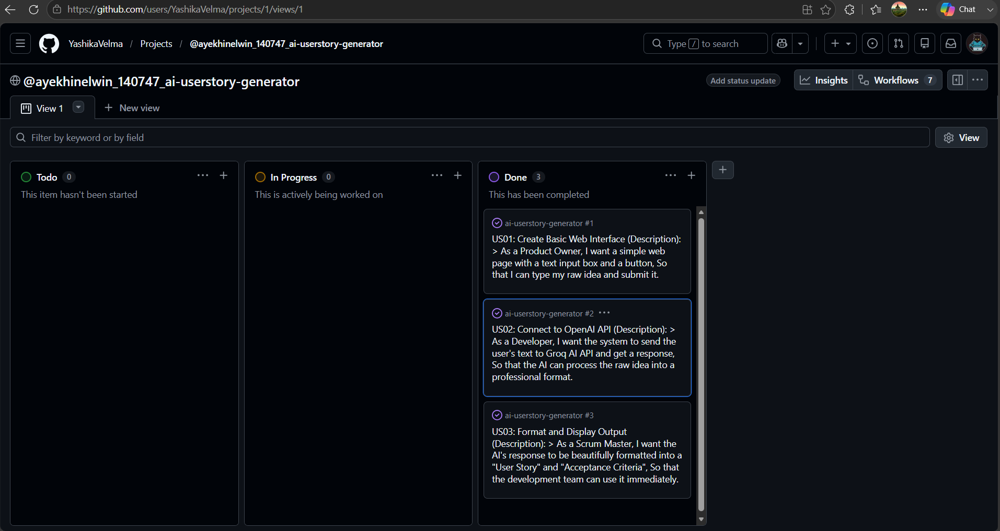 https://github.com/users/YashikaVelma/projects/1/views/1
Chat
YashikaVelma / Projects / @ayekhinelwin_140747_ai-userstory-generator
Type / to search
@ayekhinelwin_140747_ai-userstory-generator
Add status update
Insights
Workflows 7
View 1
New view
Filter by keyword or by field
View
Todo 0
This item hasn't been started
In Progress 0
This is actively being worked on
Done 3
This has been completed
ai-userstory-generator #1
US01: Create Basic Web Interface (Description):
> As a Product Owner, I want a simple web
page with a text input box and a button, So
that I can type my raw idea and submit it.
ai-userstory-generator #2
US02: Connect to OpenAI API (Description): >
As a Developer, I want the system to send the
user's text to Groq AI API and get a response,
So that the AI can process the raw idea into a
professional format.
ai-userstory-generator #3
US03: Format and Display Output
(Description): > As a Scrum Master, I want the
AI's response to be beautifully formatted into a
"User Story" and "Acceptance Criteria", So that
the development team can use it immediately.